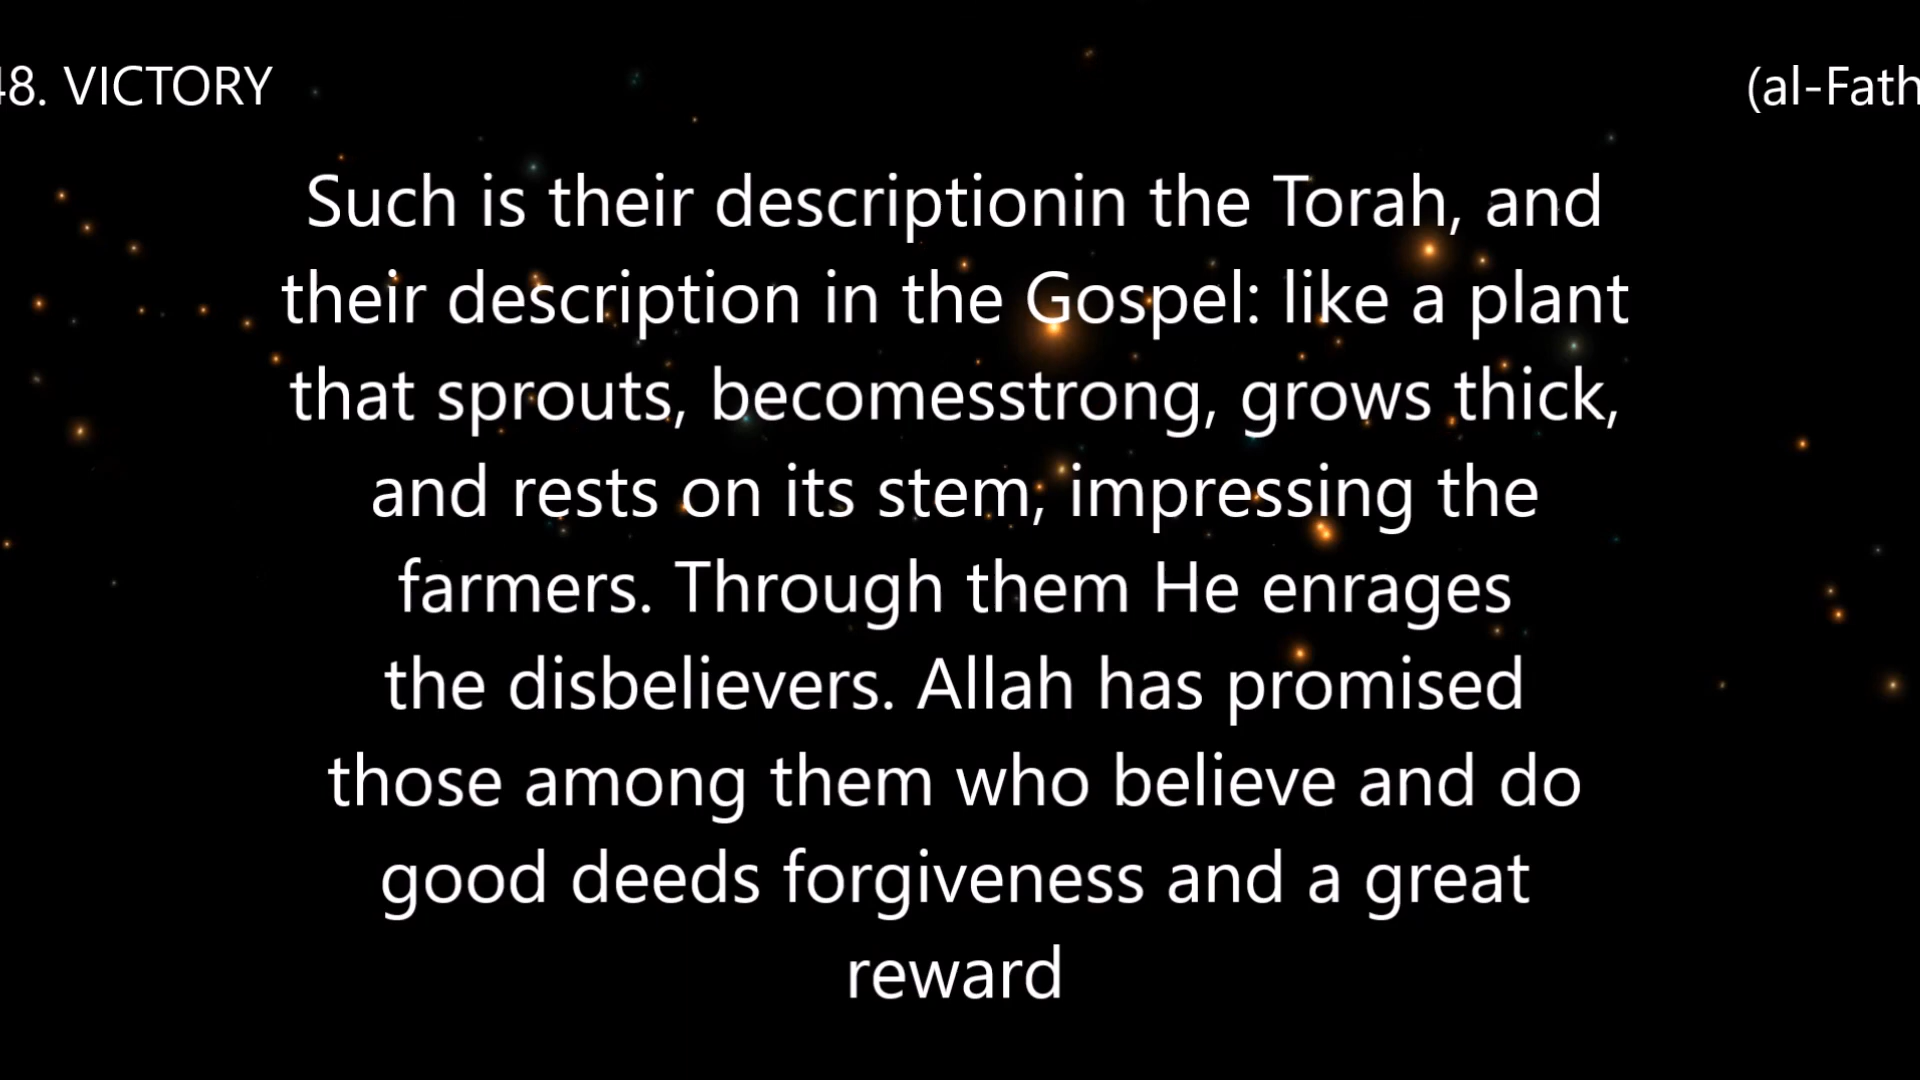 48. VICTORY (al-Fath
Such is their descriptionin the Torah, and
their description in the Gospel: like a plant
that sprouts, becomesstrong, grows thick,
and rests on its stem, impressing the
farmers. Through them He enrages
the disbelievers. Allah has promised
those among them who believe and do
good deeds forgiveness and a great
reward